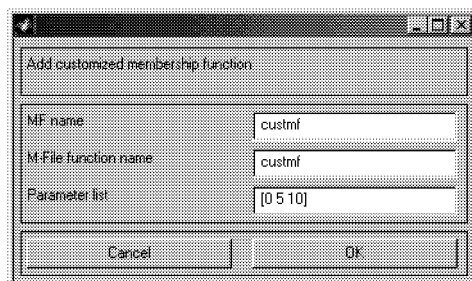 Add customized membership function
MF name
custmf
M-File function name
custmf
Parameter list
[0 5 10]
Cancel
OK